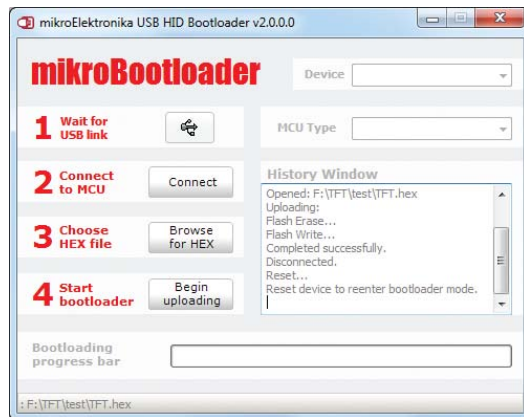 mikroElektronika USB HID Bootloader v2.0.0.0
mikroBootloader
Device
1 Wait for
USB link
MCU Type
2 Connect
to MCU
Connect
History Window
Opened: F:\TFT\test\TFT.hex
Uploading:
Flash Erase...
Flash Write...
Completed successfully.
Disconnected.
Reset...
Reset device to reenter bootloader mode.
3 Choose
HEX file
Browse
for HEX
4 Start
bootloader
Begin
uploading
Bootloading
progress bar
: F:\TFT\test\TFT.hex